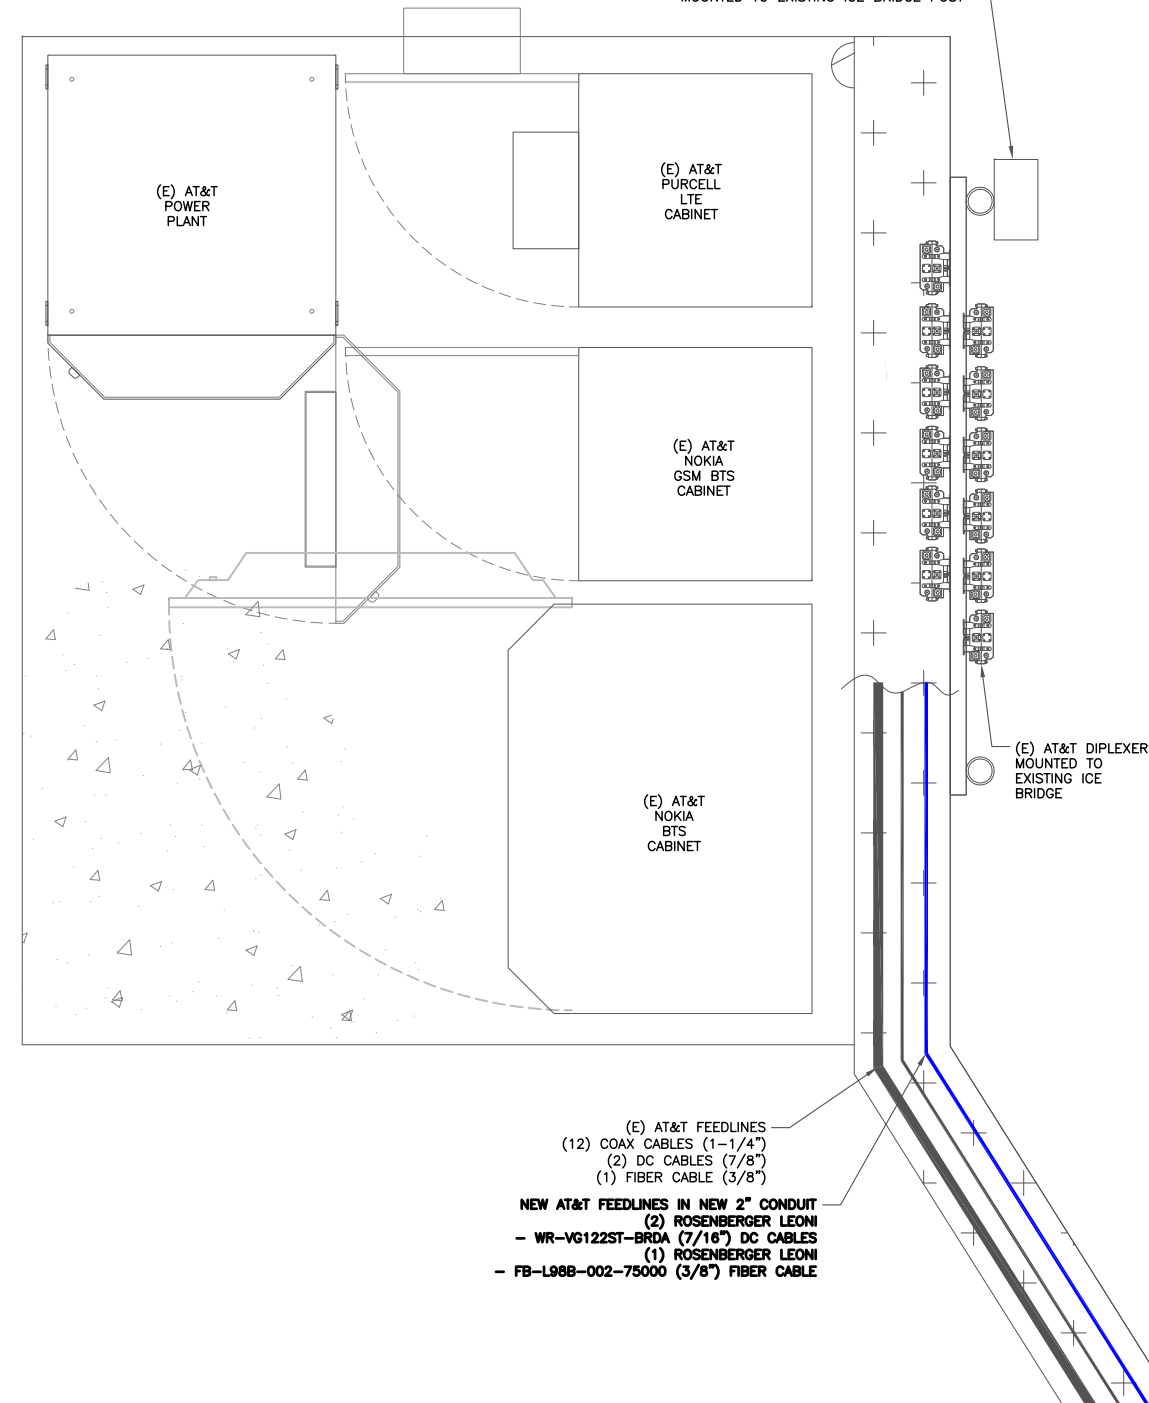 MOUNTED TO EXISTING ICE BRIDGE POST
(E) AT&T
POWER
PLANT
(E) AT&T
PURCELL
LTE
CABINET
(E) AT&T
NOKIA
GSM BTS
CABINET
(E) AT&T DIPLEXER
MOUNTED TO
EXISTING ICE
BRIDGE
(E) AT&T
NOKIA
BTS
CABINET
(E) AT&T FEEDLINES
(12) COAX CABLES (1-1/4")
(2) DC CABLES (7/8")
(1) FIBER CABLE (3/8")
NEW AT&T FEEDLINES IN NEW 2" CONDUIT
(2) ROSENBERGER LEONI
- WR-VG122ST-BRDA (7/16") DC CABLES
(1) ROSENBERGER LEONI
- FB-L98B-002-75000 (3/8") FIBER CABLE